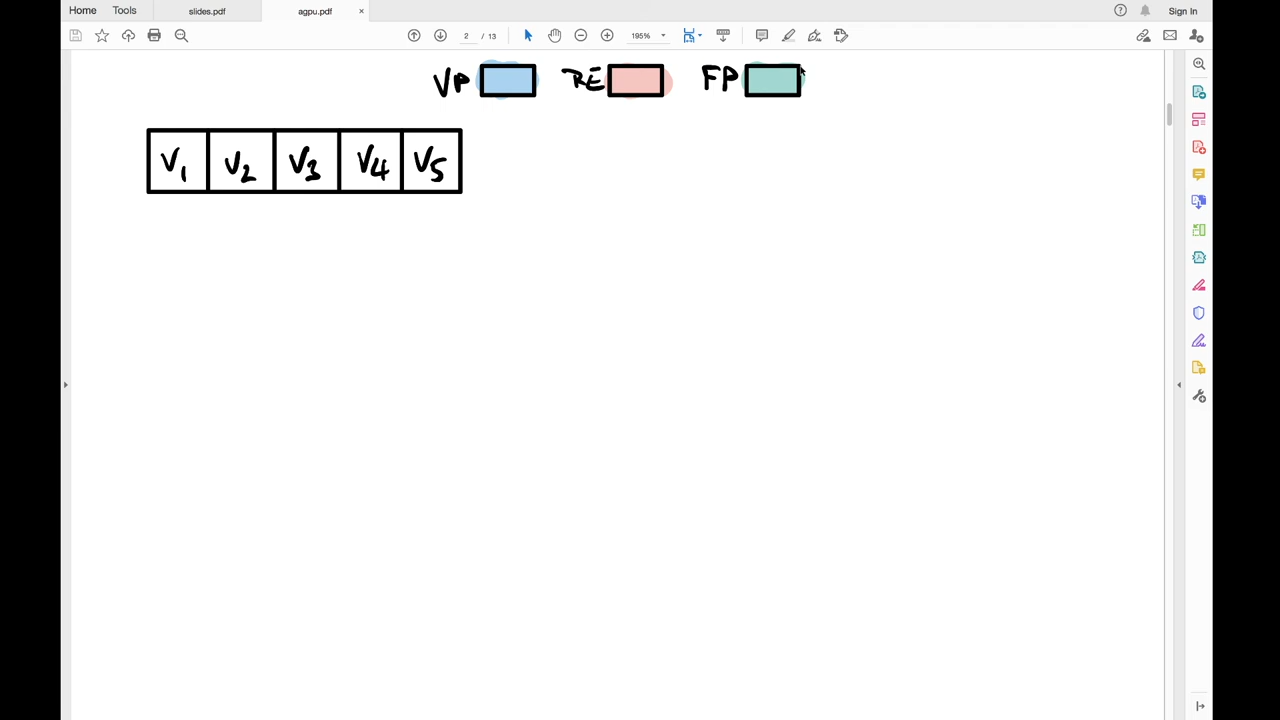 Home Tools slides.pdf agpu.pdf × Sign In
2 / 13 195%
VP RE FP
V1 V2 V3 V4 V5